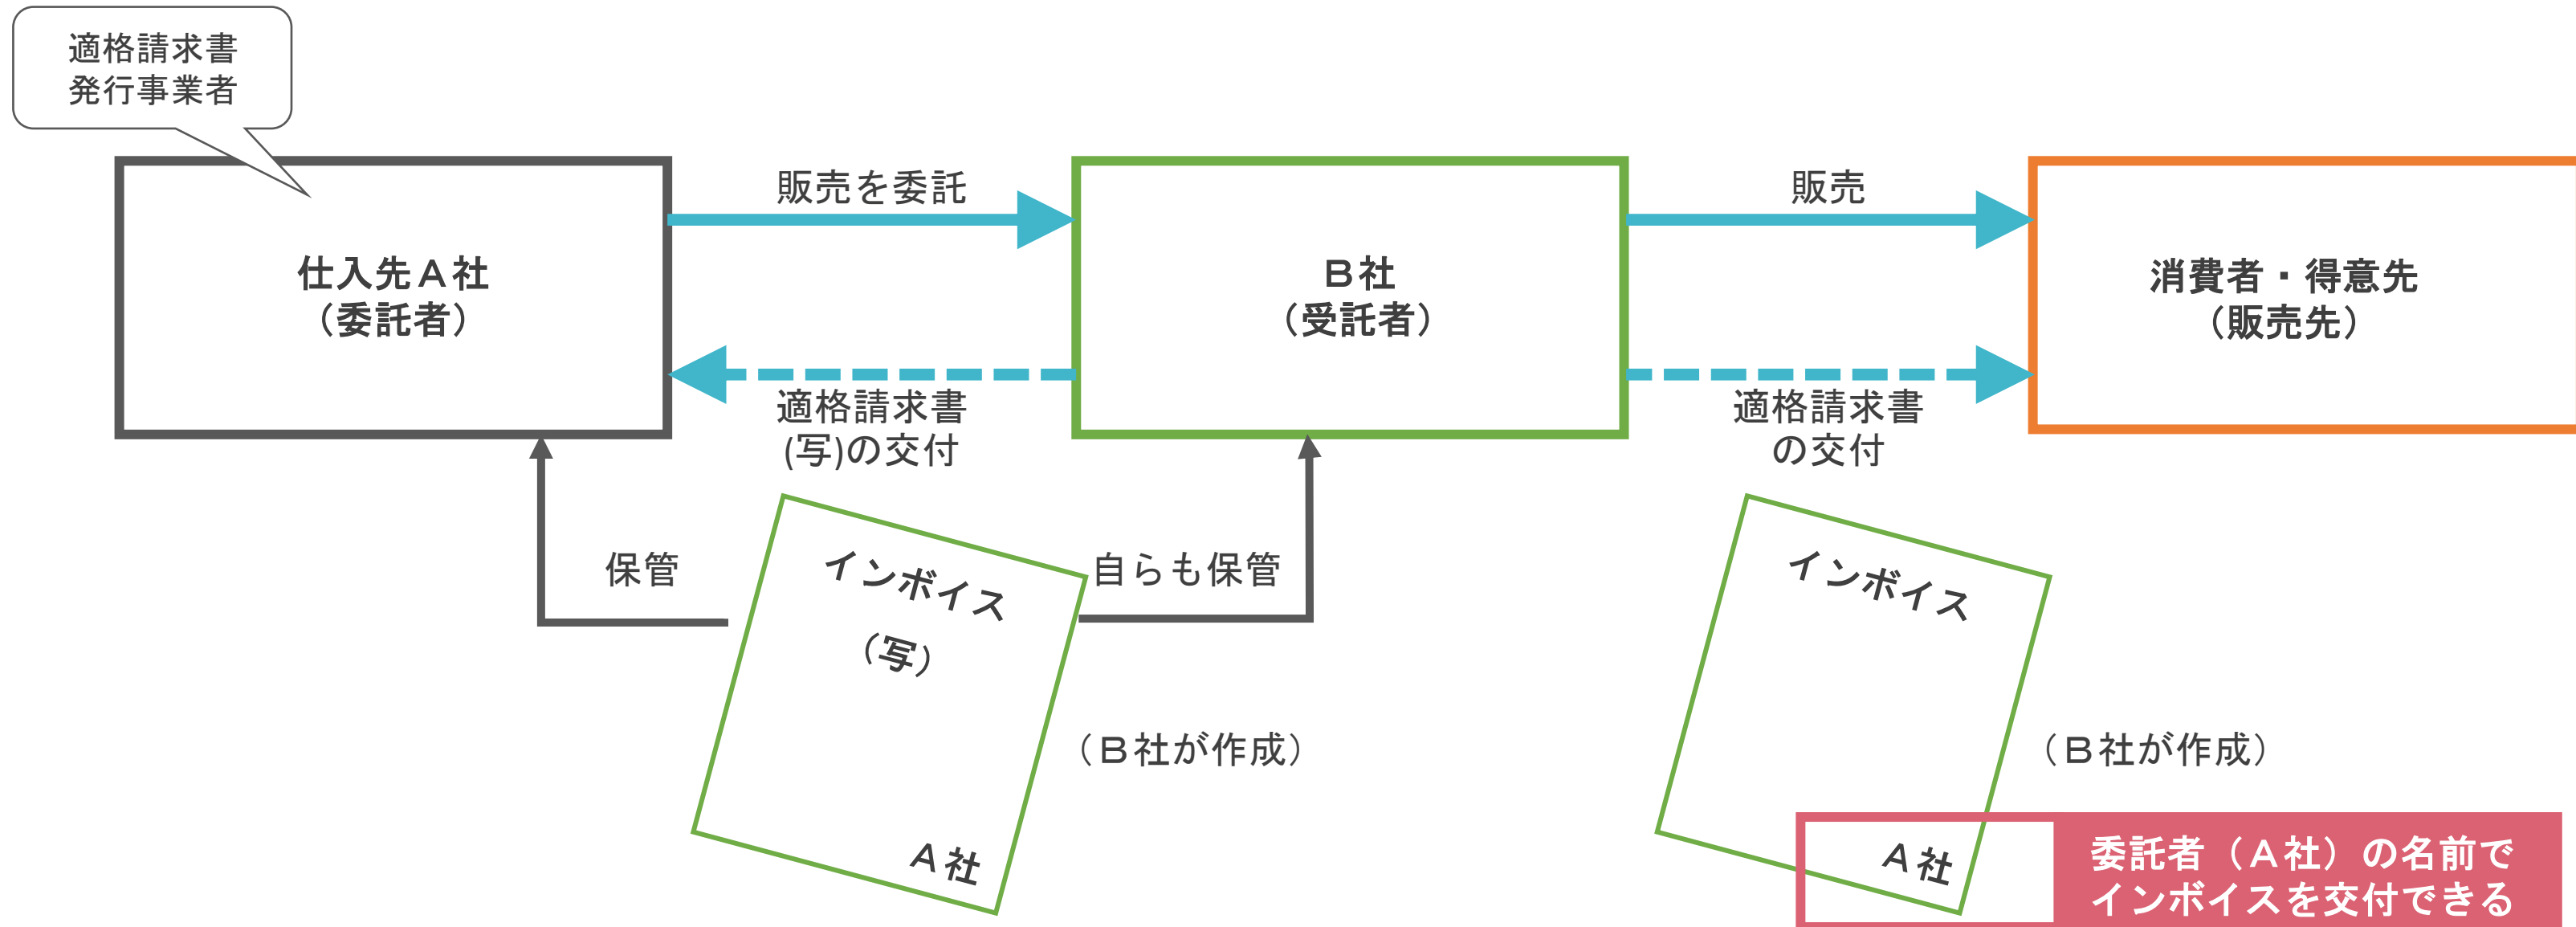 適格請求書
発行事業者
仕入先Ａ社
（委託者）
販売を委託
適格請求書
(写)の交付
Ｂ社
（受託者）
販売
適格請求書
の交付
消費者・得意先
（販売先）
保管
インボイス
（写）
Ａ社
自らも保管
（Ｂ社が作成）
インボイス
Ａ社
（Ｂ社が作成）
委託者（Ａ社）の名前で
インボイスを交付できる